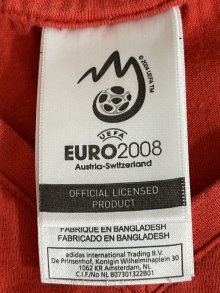 © 2004 UEFA TM
UEFA
EURO2008
Austria-Switzerland
OFFICIAL LICENSED
PRODUCT
FABRIQUE EN BANGLADESH
FABRICADO EN BANGLADESH
adidas International Trading B.V.
De Prinsenhof, Konigin Wilhelminaplein 30
1062 KR Amsterdam, NL
C.I.F/No NL 807301322B01